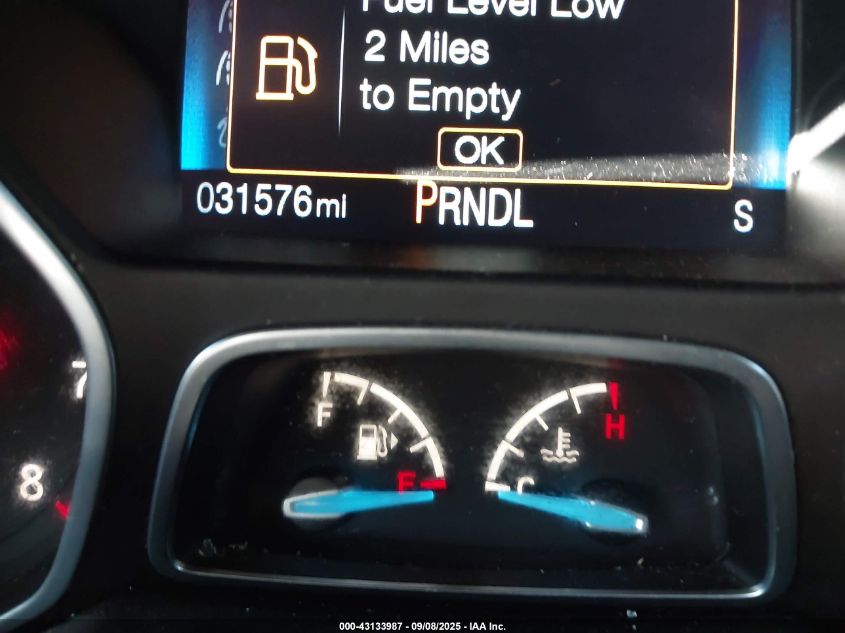 Fuel Level Low
2 Miles
to Empty
OK
031576mi
PRNDL
S
7
8
F
E
C
H
000-43133987 - 09/08/2025 - IAA Inc.